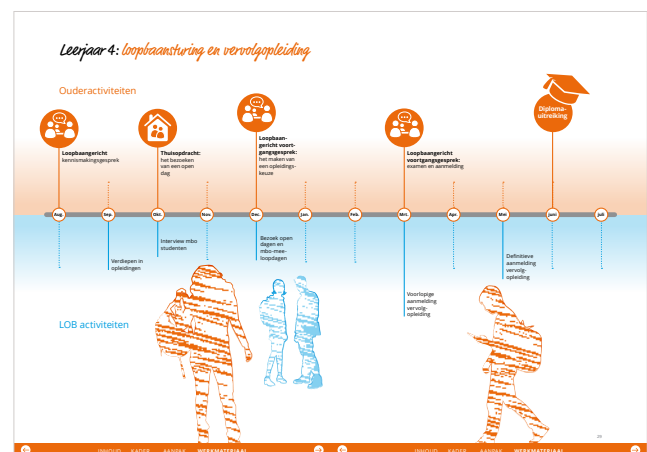 Leerjaar 4: loopbaansturing en vervolgopleiding
Ouderactiviteiten
Loopbaangericht
kennismakingsgesprek
Thuisopdracht:
het bezoeken
van een open
dag
Loopbaan-
gericht voort-
gangsgesprek:
het maken van
een opleidings-
keuze
Loopbaangericht
voortgangsgesprek:
examen en aanmelding
Diploma-
uitreiking
Aug.
Sep.
Okt.
Nov.
Dec.
Jan.
Feb.
Mrt.
Apr.
Mei
Juni
Juli
Verdiepen in
opleidingen
Interview mbo
studenten
Bezoek open
dagen en
mbo-mee-
loopdagen
Voorlopige
aanmelding
vervolg-
opleiding
Definitieve
aanmelding
vervolg-
opleiding
LOB activiteiten
INHOUD KADER AANPAK WERKMATERIAAL
INHOUD KADER AANPAK WERKMATERIAAL